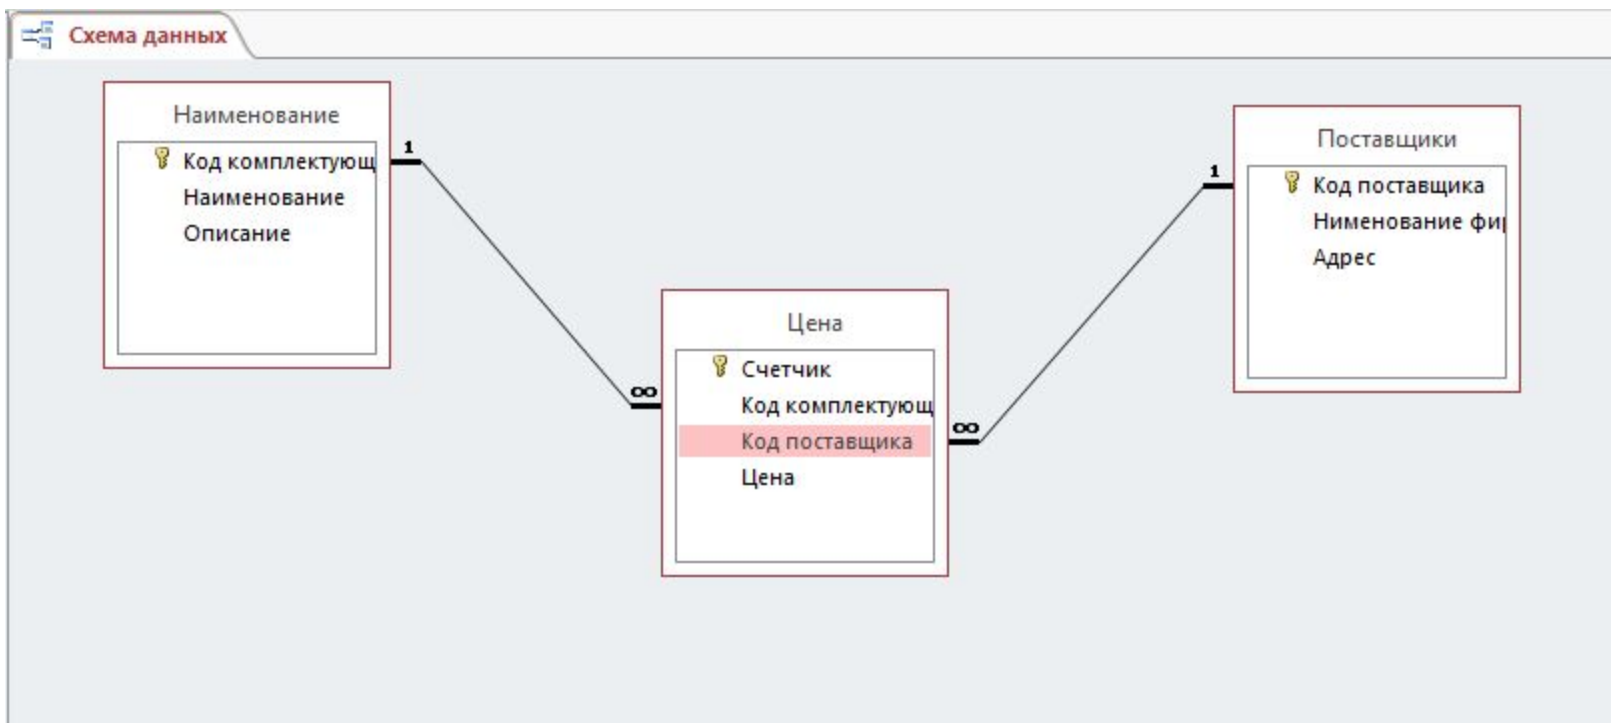 Схема данных
Наименование
Код комплектующ
Наименование
Описание
1
∞
Цена
Счетчик
Код комплектующ
Код поставщика
Цена
∞
1
Поставщики
Код поставщика
Нименование фи
Адрес